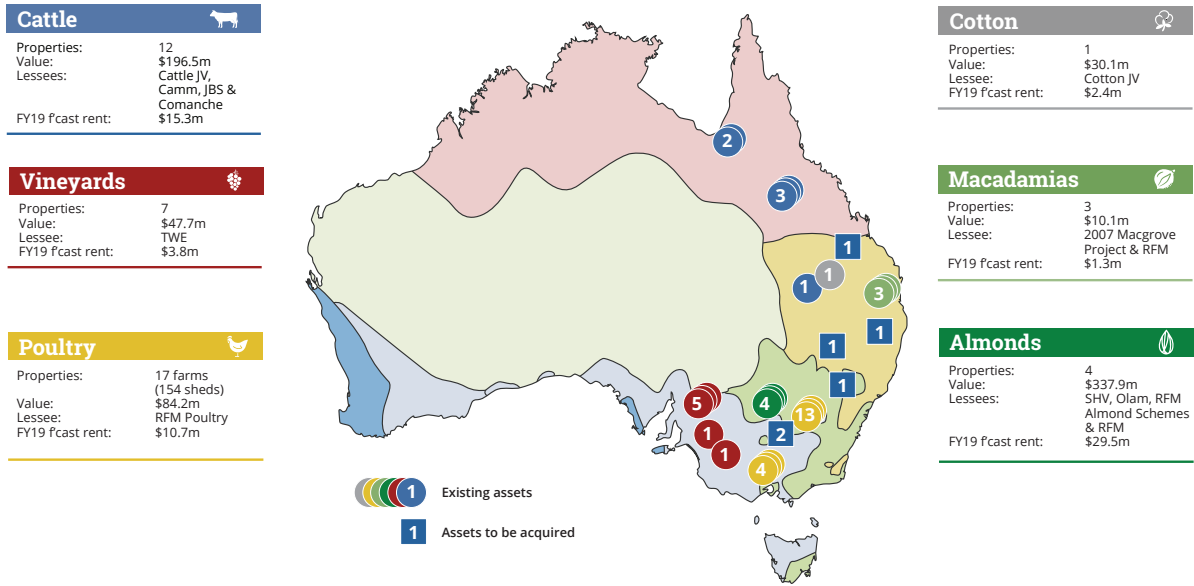 Cattle
Properties: 12
Value: $196.5m
Lessees: Cattle JV,
Camm, JBS &
Comanche
FY19 f'cast rent: $15.3m
Vineyards
Properties: 7
Value: $47.7m
Lessee: TWE
FY19 f'cast rent: $3.8m
Poultry
Properties: 17 farms
(154 sheds)
Value: $84.2m
Lessee: RFM Poultry
FY19 f'cast rent: $10.7m
2
3
1
1
1
3
1
1
1
5
4
13
1
2
1
4
1 Existing assets
1 Assets to be acquired
Cotton
Properties: 1
Value: $30.1m
Lessee: Cotton JV
FY19 f'cast rent: $2.4m
Macadamias
Properties: 3
Value: $10.1m
Lessee: 2007 Macgrove
Project & RFM
FY19 f'cast rent: $1.3m
Almonds
Properties: 4
Value: $337.9m
Lessees: SHV, Olam, RFM
Almond Schemes
& RFM
FY19 f'cast rent: $29.5m